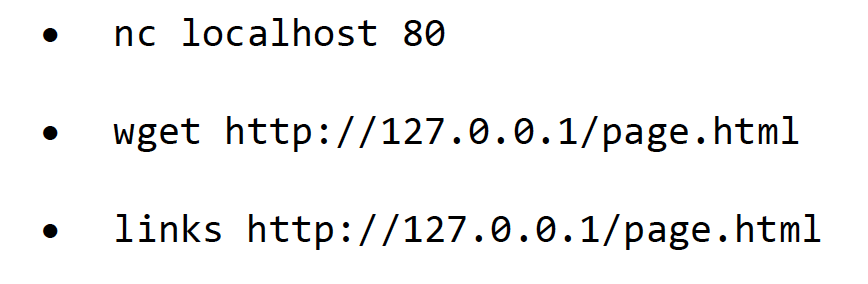 • nc localhost 80
• wget http://127.0.0.1/page.html
• links http://127.0.0.1/page.html